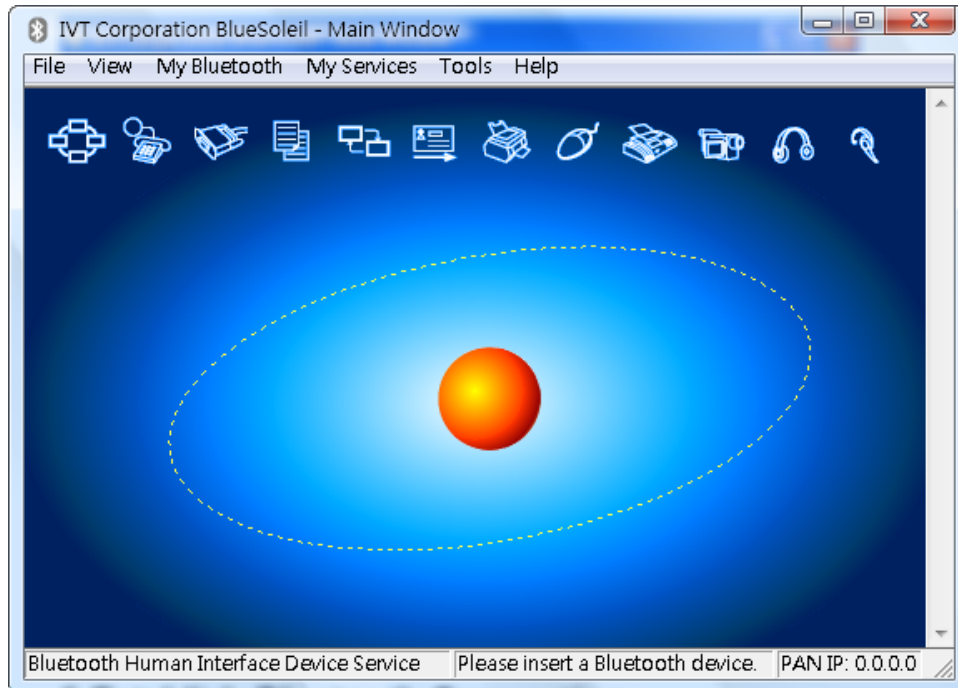 IVT Corporation BlueSoleil - Main Window
File View My Bluetooth My Services Tools Help
Bluetooth Human Interface Device Service Please insert a Bluetooth device. PAN IP: 0.0.0.0